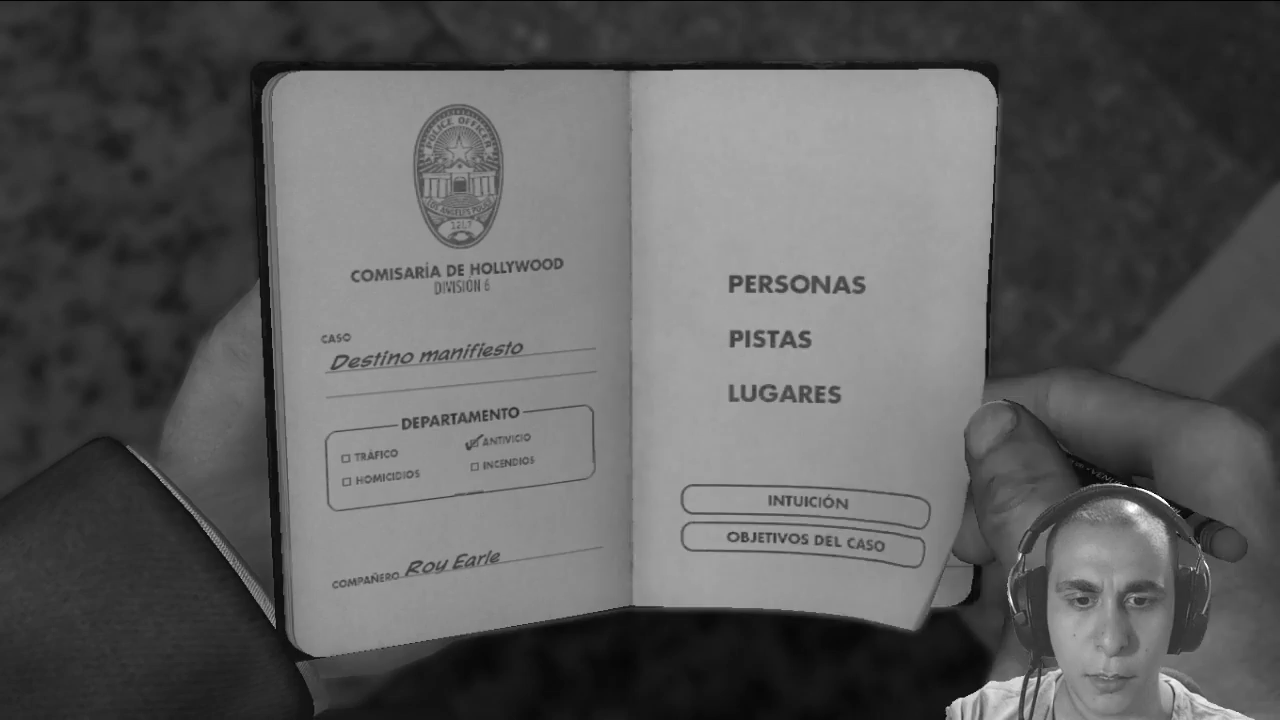 POLICE OFFICER
LOS ANGELES POLICE
1247
COMISARÍA DE HOLLYWOOD
DIVISIÓN 6
CASO
Destino manifiesto
DEPARTAMENTO
TRÁFICO
ANTIVICIO
HOMICIDIOS
INCENDIOS
COMPAÑERO Roy Earle
PERSONAS
PISTAS
LUGARES
INTUICIÓN
OBJETIVOS DEL CASO